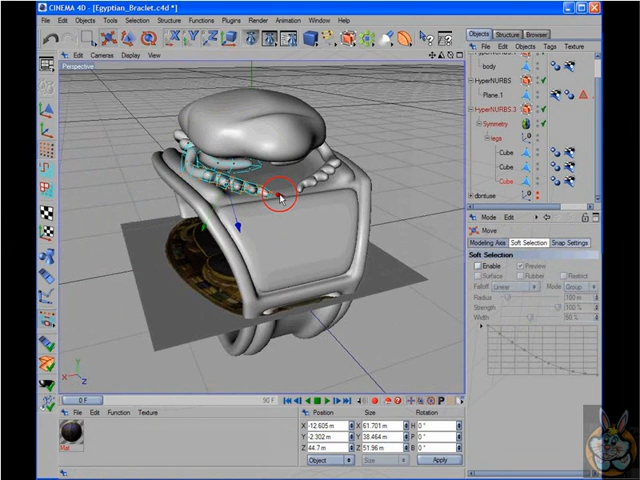 CINEMA 4D - [Egyptian_Braclet.c4d *]
File Edit Objects Tools Selection Structure Functions Plugins Render Animation Window Help
Objects Structure Browser
Edit Cameras Display View
File Edit Objects Tags Texture
Perspective
body
HyperNURBS
Plane.1
HyperNURBS.3
Symmetry
legs
Cube
Cube
Cube
dbntuse
Mode Edit
Move
Modeling Axis Soft Selection Snap Settings
Soft Selection
Enable Preview
Surface Rubber Restrict
Falloff Linear Mode Group
Radius 100 m
Strength 100 %
Width
Y
X Z
0 F 90 F
File Edit Function Texture
Position Size Rotation
X -12.605 m X 61.701 m H 0 °
Y -2.302 m Y 38.464 m P 0 °
Z 44.7 m Z 51.96 m B 0 °
Object Size Apply
Mat